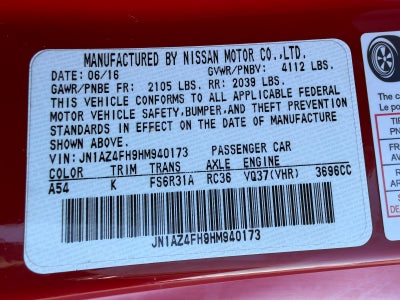 MANUFACTURED BY NISSAN MOTOR CO.,LTD.
DATE: 06/16 GVWR/PNBV: 4112 LBS.
GAWR/PNBE FR: 2105 LBS. RR: 2039 LBS.
THIS VEHICLE CONFORMS TO ALL APPLICABLE FEDERAL
MOTOR VEHICLE SAFETY,BUMPER,AND THEFT PREVENTION
STANDARDS IN EFFECT ON THE DATE OF MANUFACTURE
SHOWN ABOVE.
VIN: JN1AZ4FH9HM940173 PASSENGER CAR
COLOR TRIM TRANS AXLE ENGINE
A54 K FS6R31A RC36 VQ37(VHR) 3696CC
JN1AZ4FH9HM940173
The c
Le no